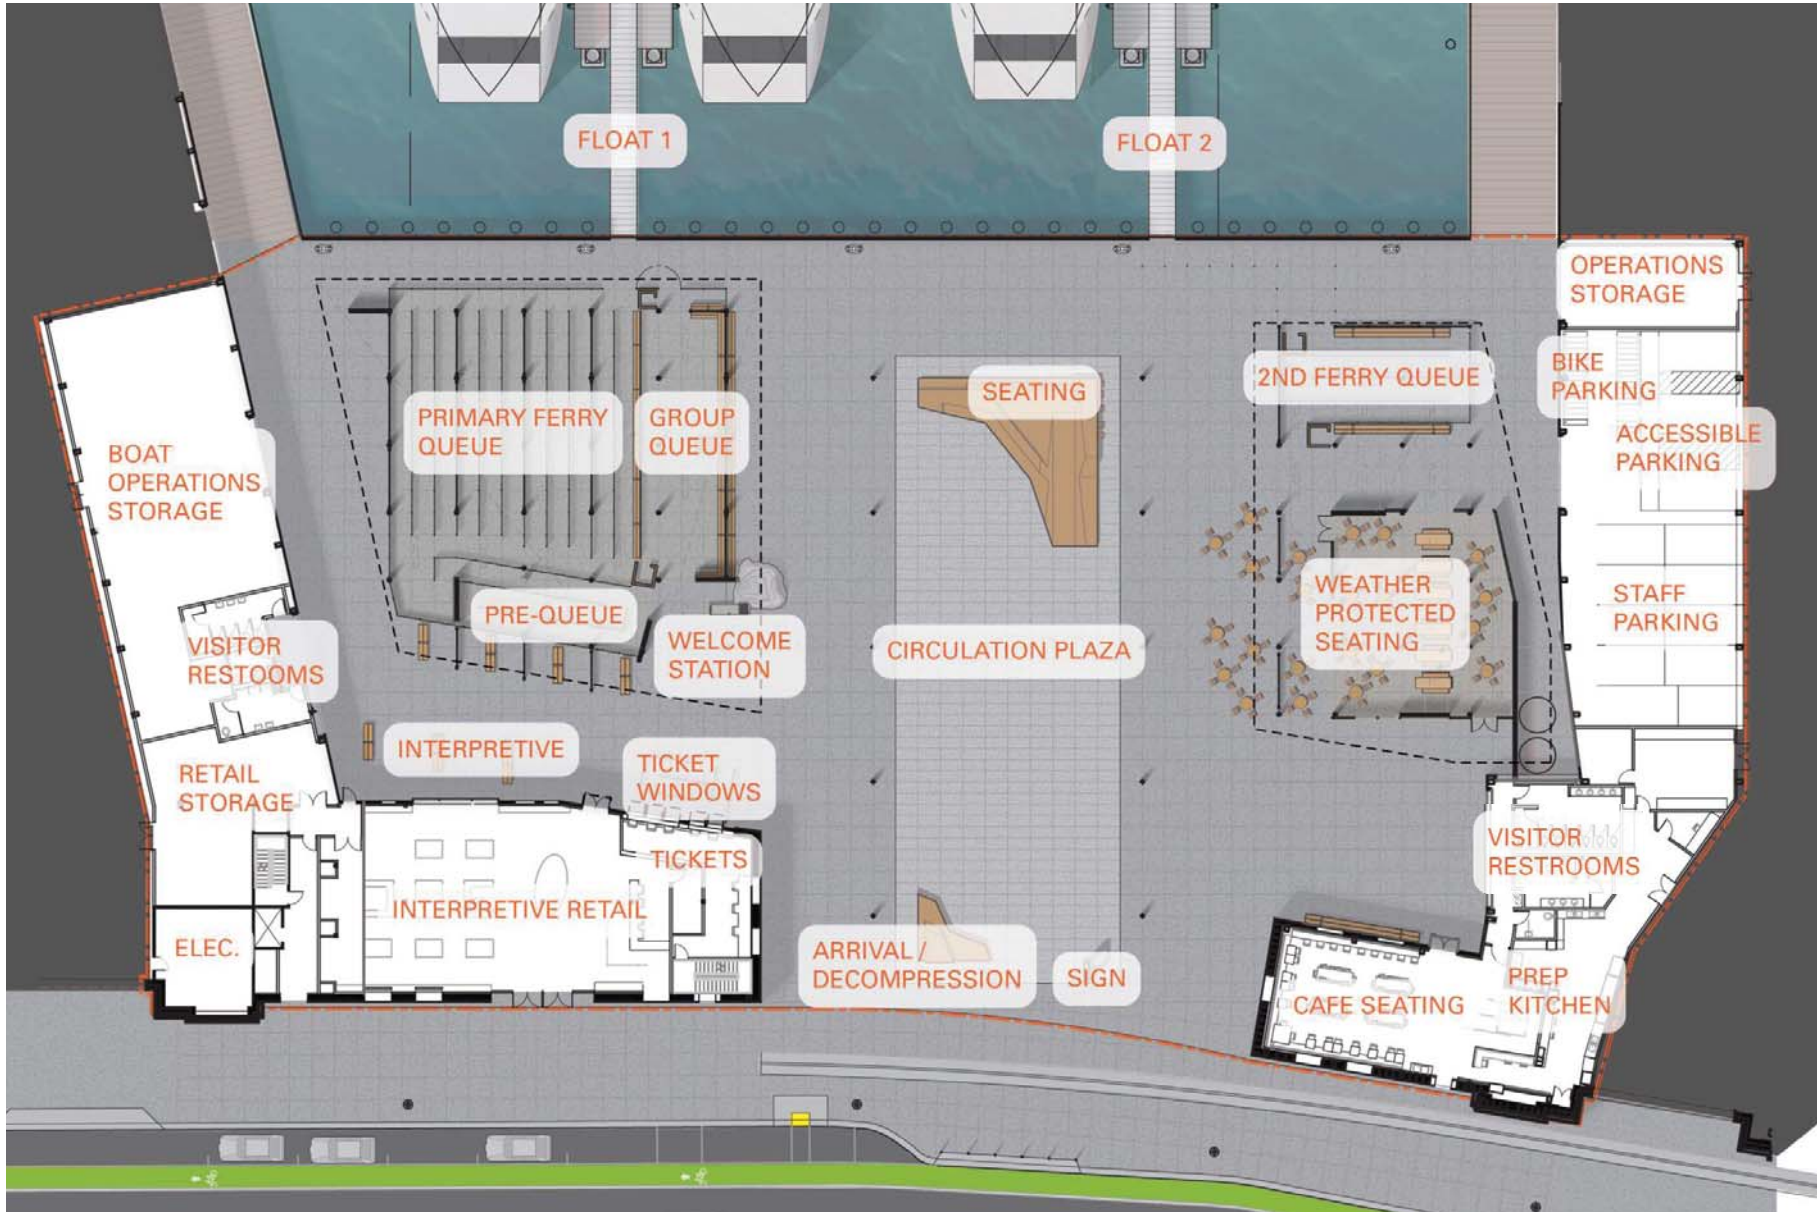 FLOAT 1
FLOAT 2
OPERATIONS
STORAGE
SEATING
2ND FERRY QUEUE
BIKE
PARKING
PRIMARY FERRY
QUEUE
GROUP
QUEUE
ACCESSIBLE
PARKING
BOAT
OPERATIONS
STORAGE
PRE-QUEUE
WELCOME
STATION
CIRCULATION PLAZA
WEATHER
PROTECTED
SEATING
STAFF
PARKING
VISITOR
RESTOOMS
INTERPRETIVE
TICKET
WINDOWS
RETAIL
STORAGE
TICKETS
VISITOR
RESTROOMS
INTERPRETIVE RETAIL
ELEC.
ARRIVAL /
DECOMPRESSION
SIGN
CAFE SEATING
PREP
KITCHEN